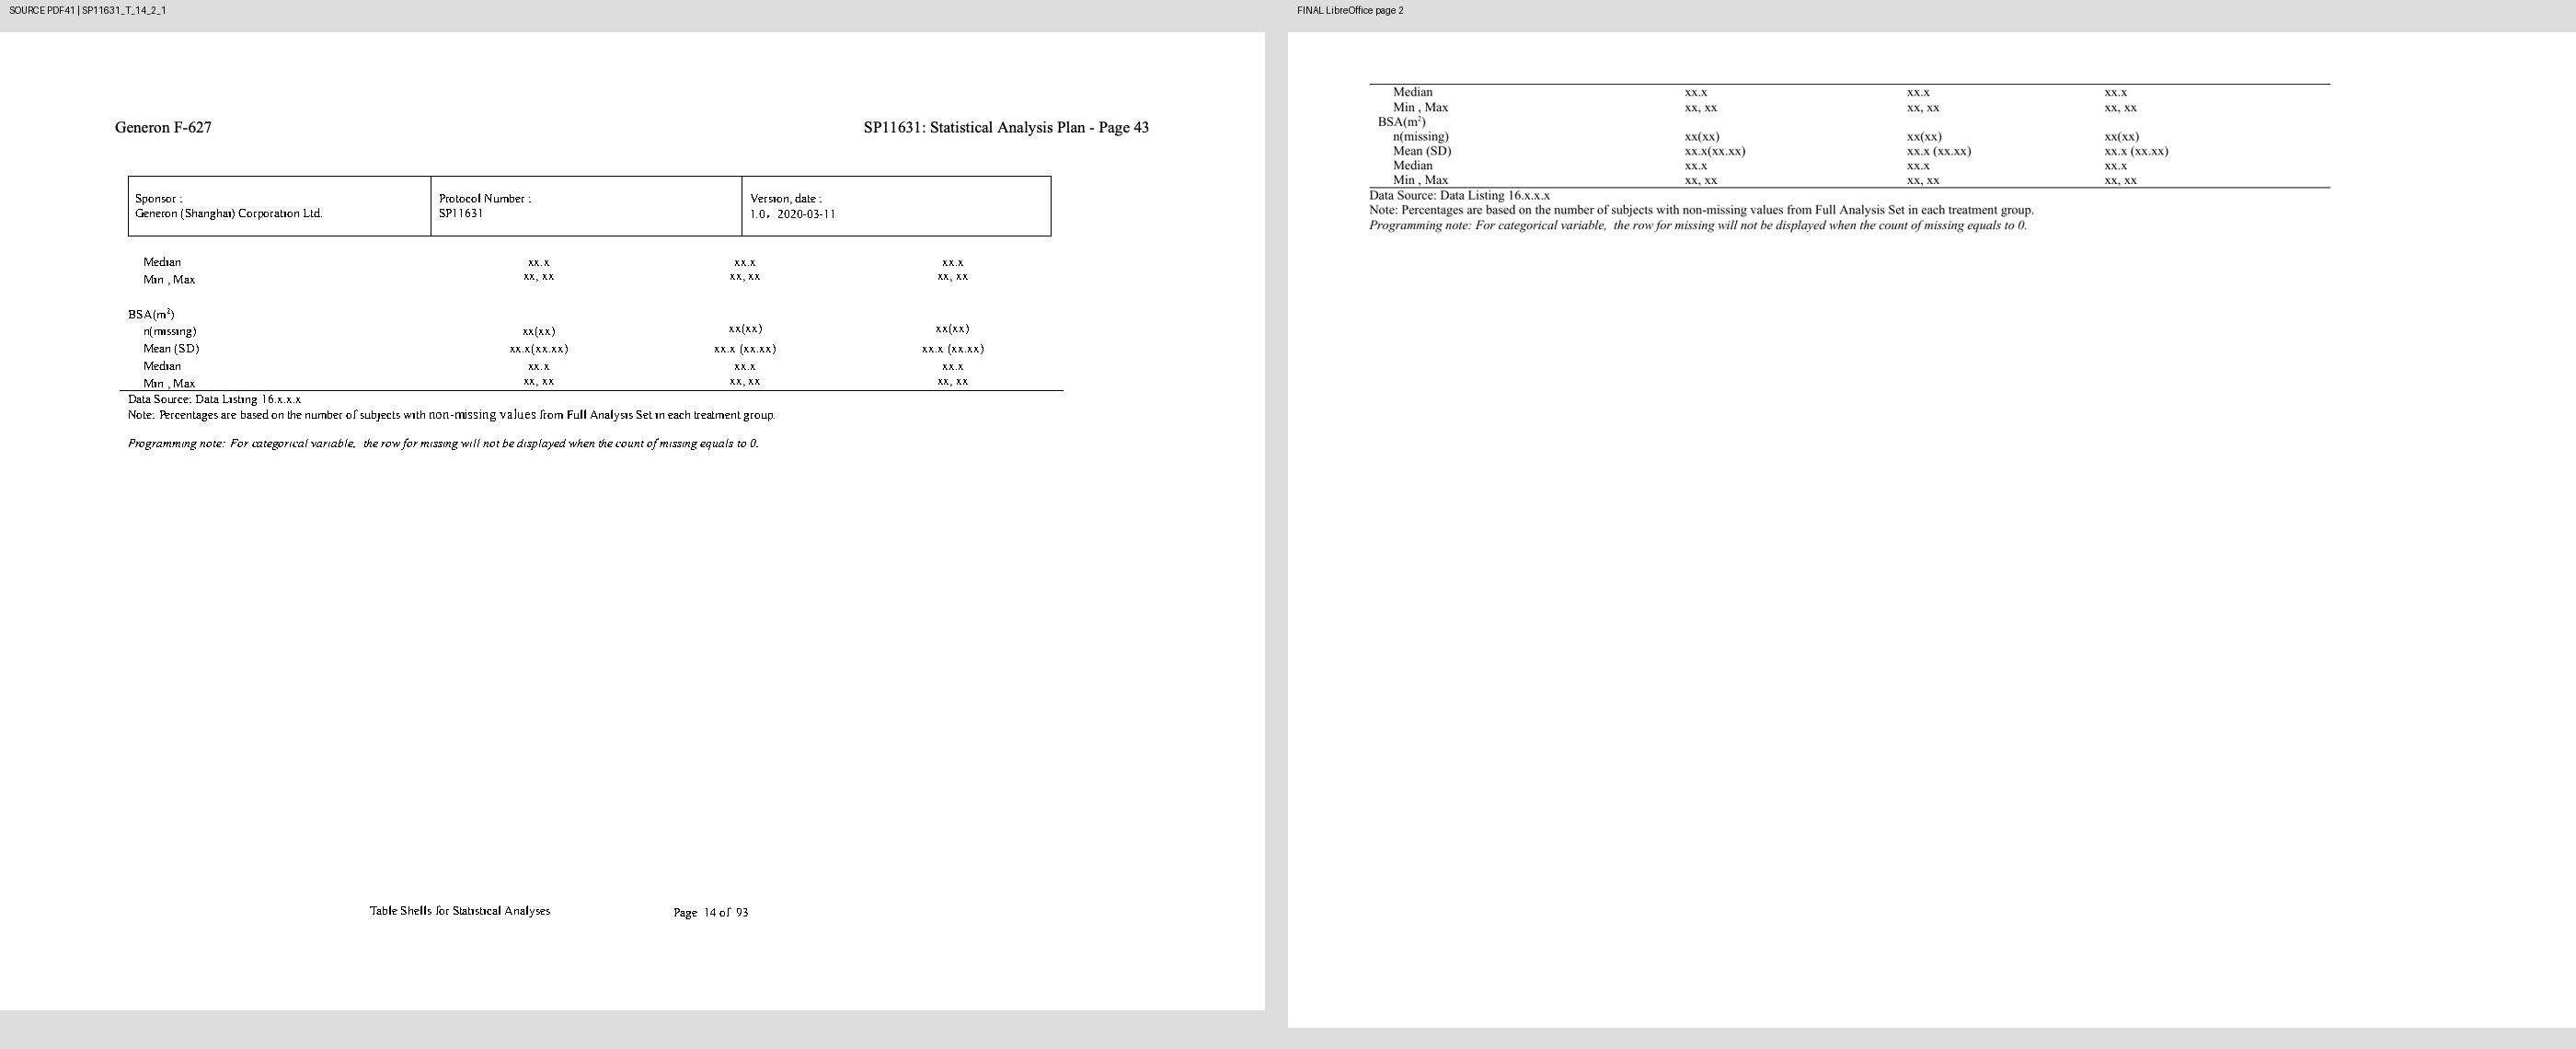 SOURCE PDF41 | SP11631_T_14_2_1
Generon F-627 SP11631: Statistical Analysis Plan - Page 43
Sponsor : Protocol Number : Version, date :
Generon (Shanghai) Corporation Ltd. SP11631 1.0，2020-03-11
Median xx.x xx.x xx.x
Min , Max xx, xx xx, xx xx, xx
BSA(m²)
n(missing) xx(xx) xx(xx) xx(xx)
Mean (SD) xx.x(xx.xx) xx.x (xx.xx) xx.x (xx.xx)
Median xx.x xx.x xx.x
Min , Max xx, xx xx, xx xx, xx
Data Source: Data Listing 16.x.x.x
Note: Percentages are based on the number of subjects with non-missing values from Full Analysis Set in each treatment group.
Programming note: For categorical variable,  the row for missing will not be displayed when the count of missing equals to 0.
Table Shells for Statistical Analyses Page 14 of 93
FINAL LibreOffice page 2
Median xx.x xx.x xx.x
Min , Max xx, xx xx, xx xx, xx
BSA(m²)
n(missing) xx(xx) xx(xx) xx(xx)
Mean (SD) xx.x(xx.xx) xx.x (xx.xx) xx.x (xx.xx)
Median xx.x xx.x xx.x
Min , Max xx, xx xx, xx xx, xx
Data Source: Data Listing 16.x.x.x
Note: Percentages are based on the number of subjects with non-missing values from Full Analysis Set in each treatment group.
Programming note: For categorical variable,  the row for missing will not be displayed when the count of missing equals to 0.